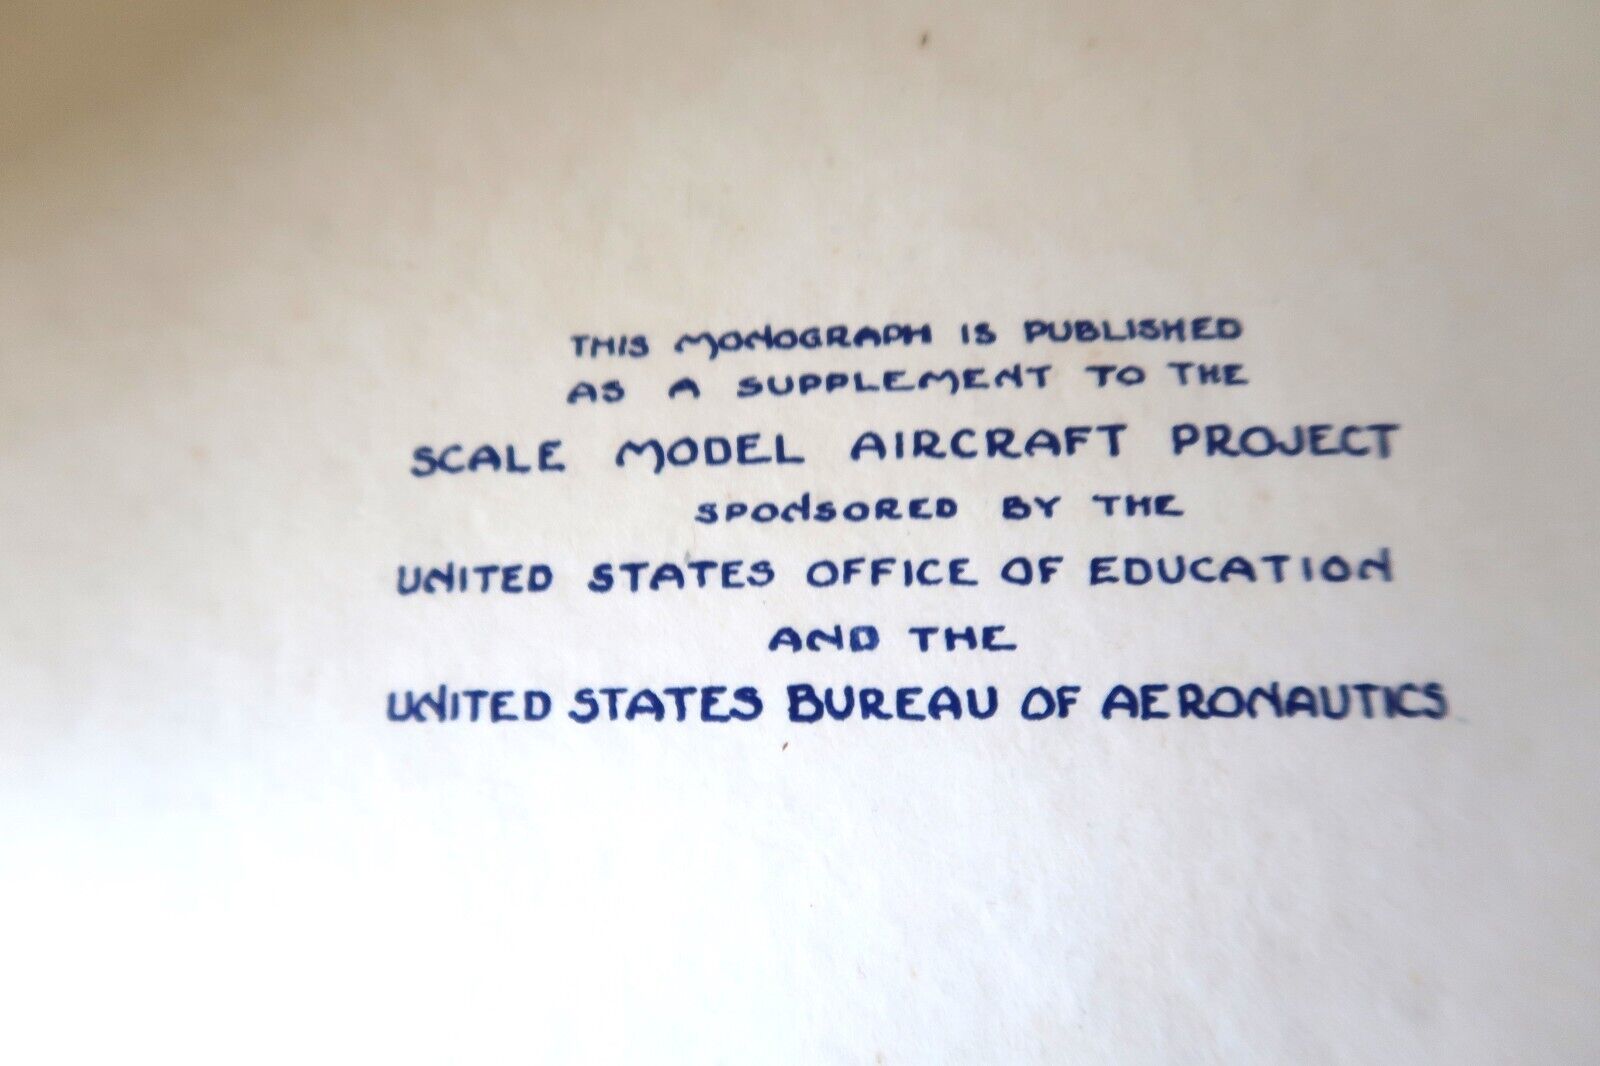 THIS MONOGRAPH IS PUBLISHED
AS A SUPPLEMENT TO THE
SCALE MODEL AIRCRAFT PROJECT
SPONSORED BY THE
UNITED STATES OFFICE OF EDUCATION
AND THE
UNITED STATES BUREAU OF AERONAUTICS